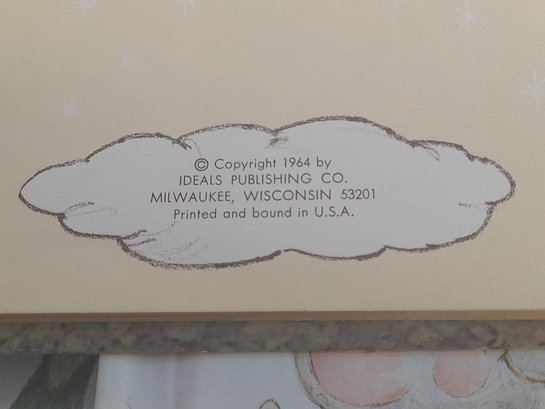 © Copyright 1964 by
IDEALS PUBLISHING CO.
MILWAUKEE, WISCONSIN 53201
Printed and bound in U.S.A.